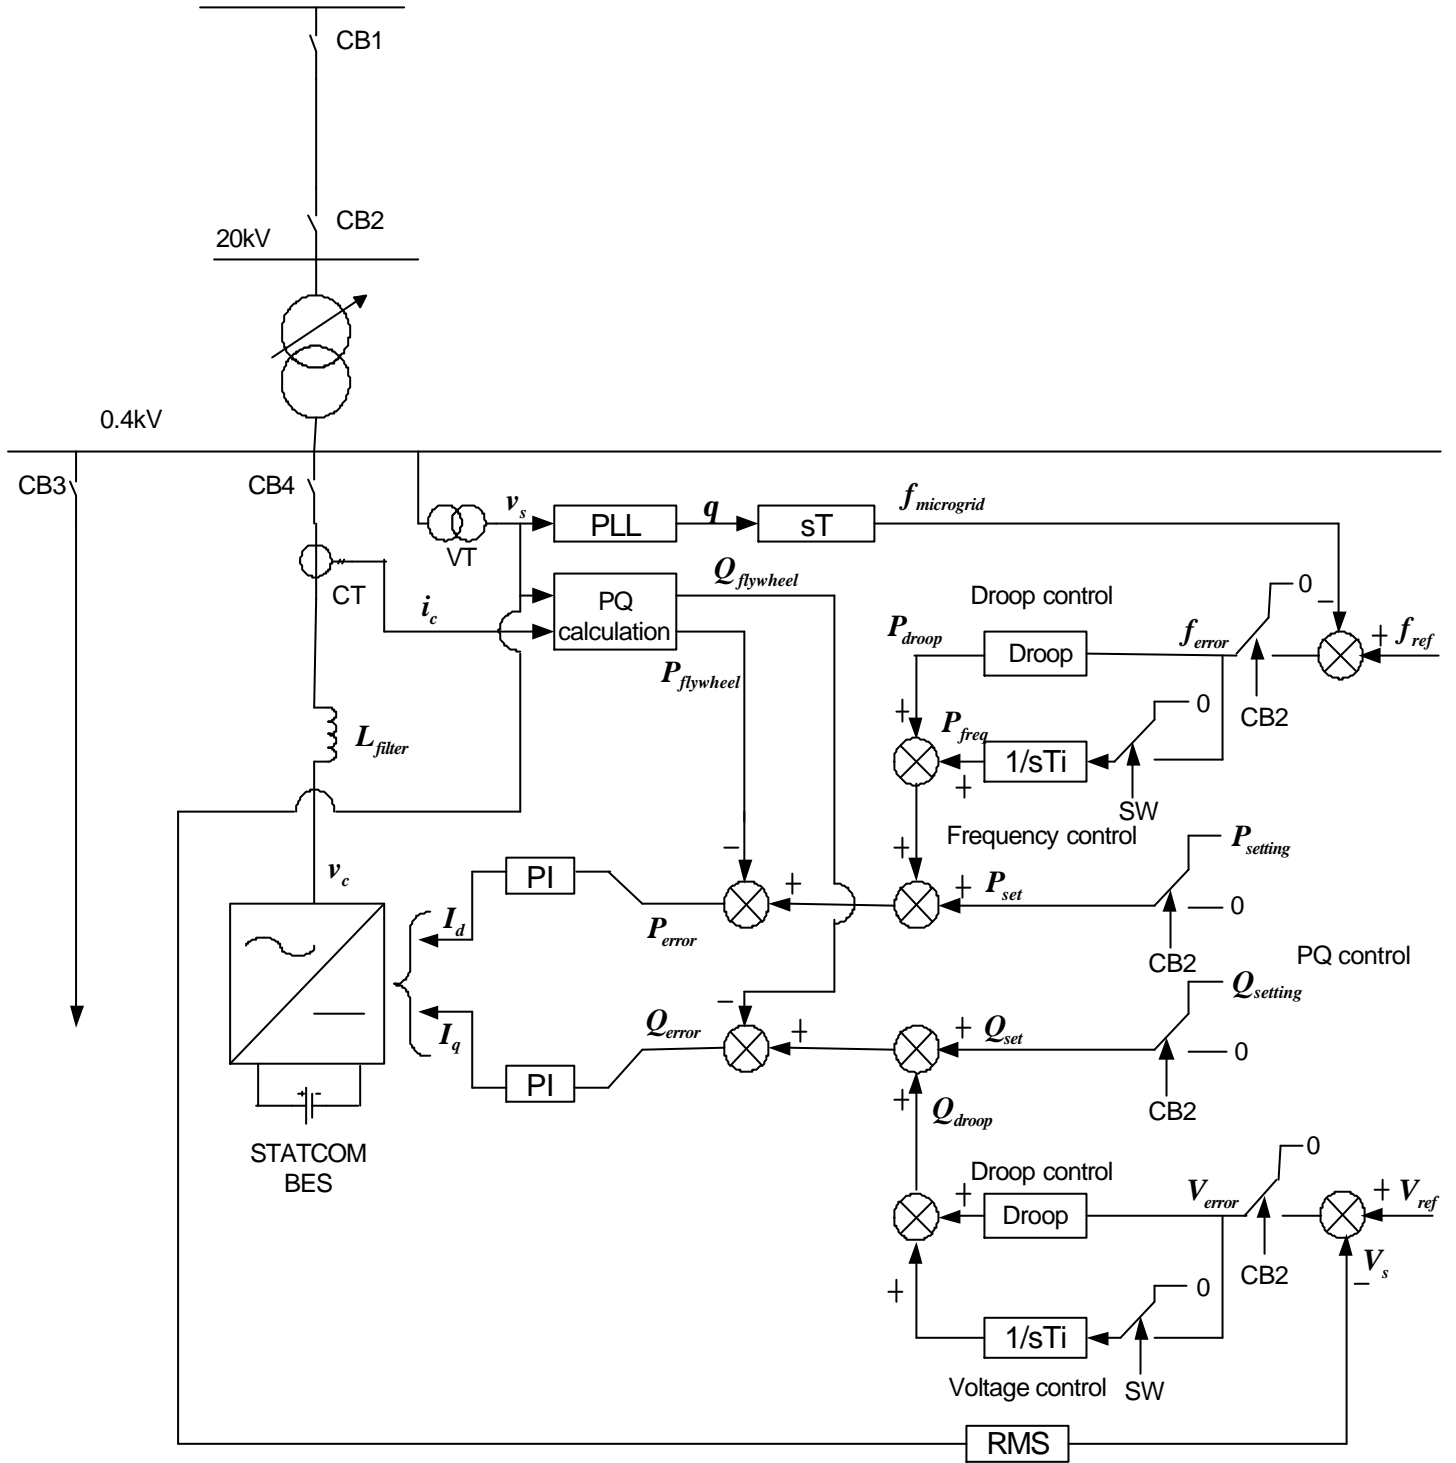 CB1
CB2
20kV
0.4kV
CB3
CB4
v_s
PLL
q
sT
f_microgrid
VT
CT
i_c
PQ
calculation
Q_flywheel
P_flywheel
Droop control
0
−
P_droop
Droop
f_error
+ f_ref
CB2
+
P_freq
1/sTi
0
+
SW
L_filter
Frequency control
−
+
P_setting
v_c
PI
+
+
P_set
0
I_d
P_error
CB2
PQ control
Q_setting
−
I_q
Q_error
+
+
Q_set
0
PI
+
Q_droop
CB2
+ -
STATCOM
BES
Droop control
0
+
Droop
V_error
+ V_ref
CB2
V_s
−
+
0
1/sTi
Voltage control
SW
RMS